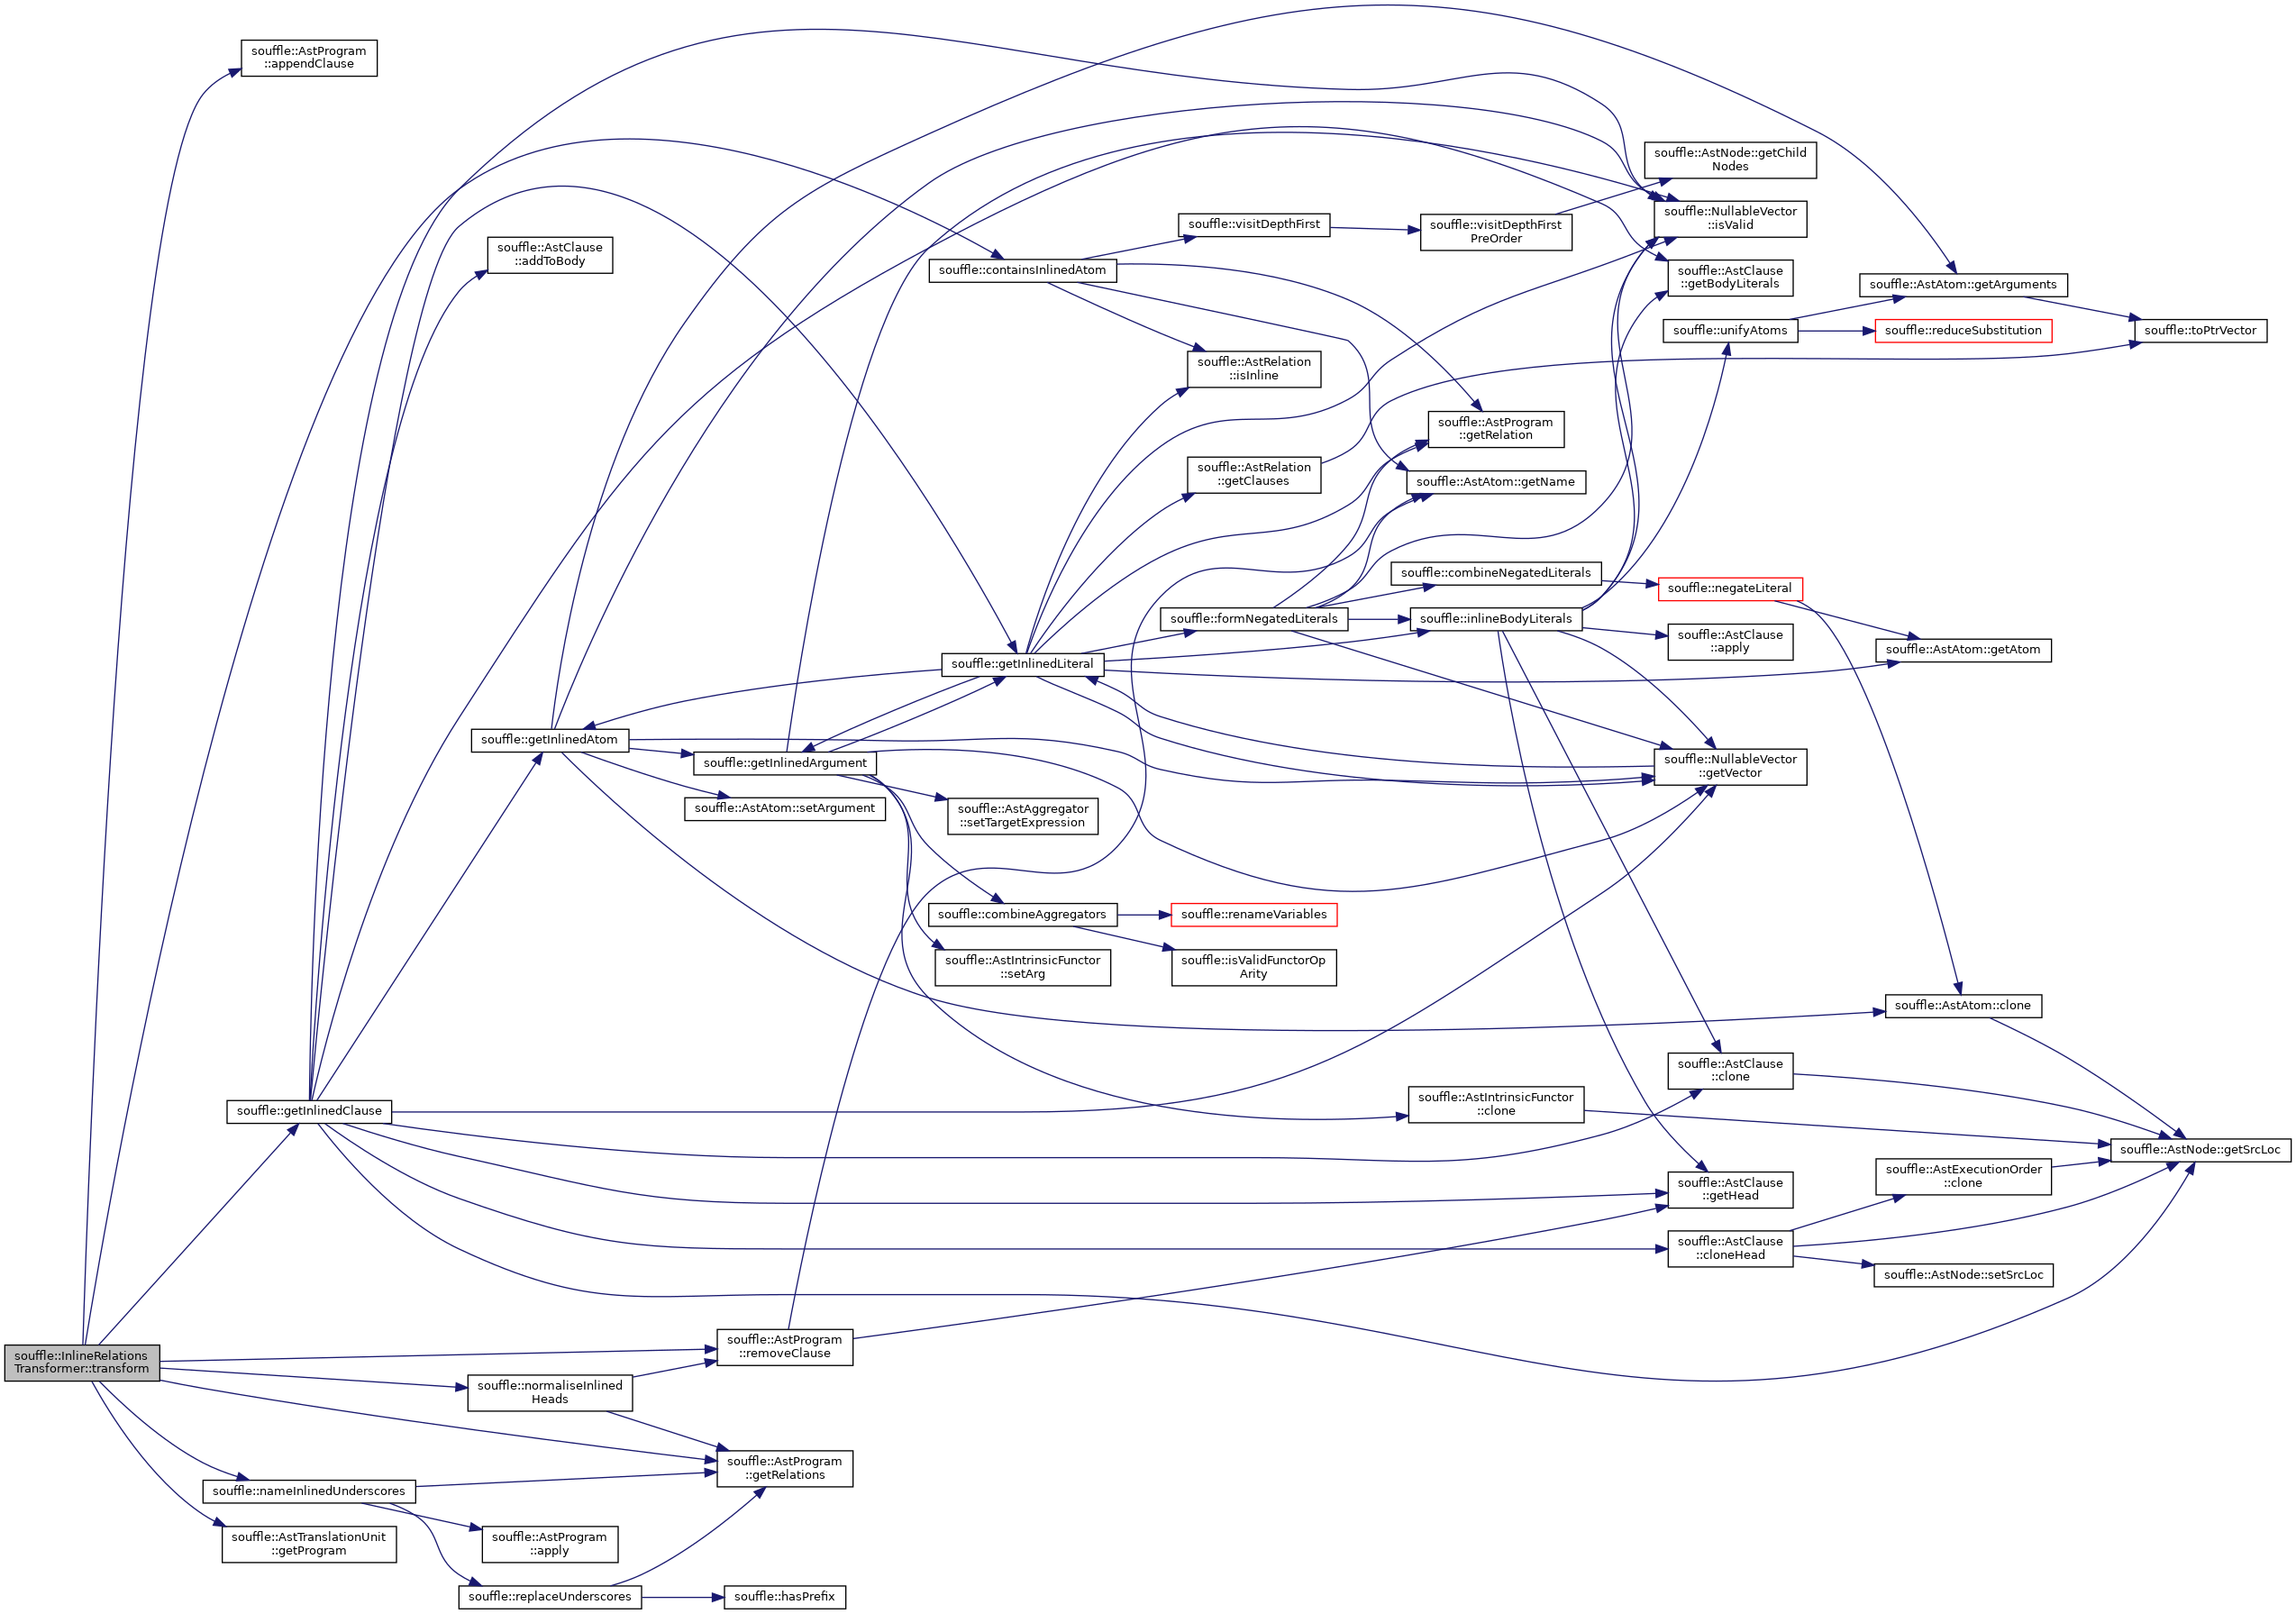 souffle::AstProgram
::appendClause
souffle::AstNode::getChild
Nodes
souffle::NullableVector
::isValid
souffle::visitDepthFirst
souffle::visitDepthFirst
PreOrder
souffle::AstClause
::addToBody
souffle::containsInlinedAtom
souffle::AstClause
::getBodyLiterals
souffle::AstAtom::getArguments
souffle::unifyAtoms
souffle::reduceSubstitution
souffle::toPtrVector
souffle::AstRelation
::isInline
souffle::AstProgram
::getRelation
souffle::AstRelation
::getClauses
souffle::AstAtom::getName
souffle::combineNegatedLiterals
souffle::negateLiteral
souffle::formNegatedLiterals
souffle::inlineBodyLiterals
souffle::AstClause
::apply
souffle::AstAtom::getAtom
souffle::getInlinedLiteral
souffle::getInlinedAtom
souffle::getInlinedArgument
souffle::NullableVector
::getVector
souffle::AstAtom::setArgument
souffle::AstAggregator
::setTargetExpression
souffle::combineAggregators
souffle::renameVariables
souffle::AstIntrinsicFunctor
::setArg
souffle::isValidFunctorOp
Arity
souffle::AstAtom::clone
souffle::AstClause
::clone
souffle::getInlinedClause
souffle::AstIntrinsicFunctor
::clone
souffle::AstNode::getSrcLoc
souffle::AstExecutionOrder
::clone
souffle::AstClause
::getHead
souffle::AstClause
::cloneHead
souffle::AstNode::setSrcLoc
souffle::AstProgram
::removeClause
souffle::InlineRelations
Transformer::transform
souffle::normaliseInlined
Heads
souffle::AstProgram
::getRelations
souffle::nameInlinedUnderscores
souffle::AstTranslationUnit
::getProgram
souffle::AstProgram
::apply
souffle::replaceUnderscores
souffle::hasPrefix